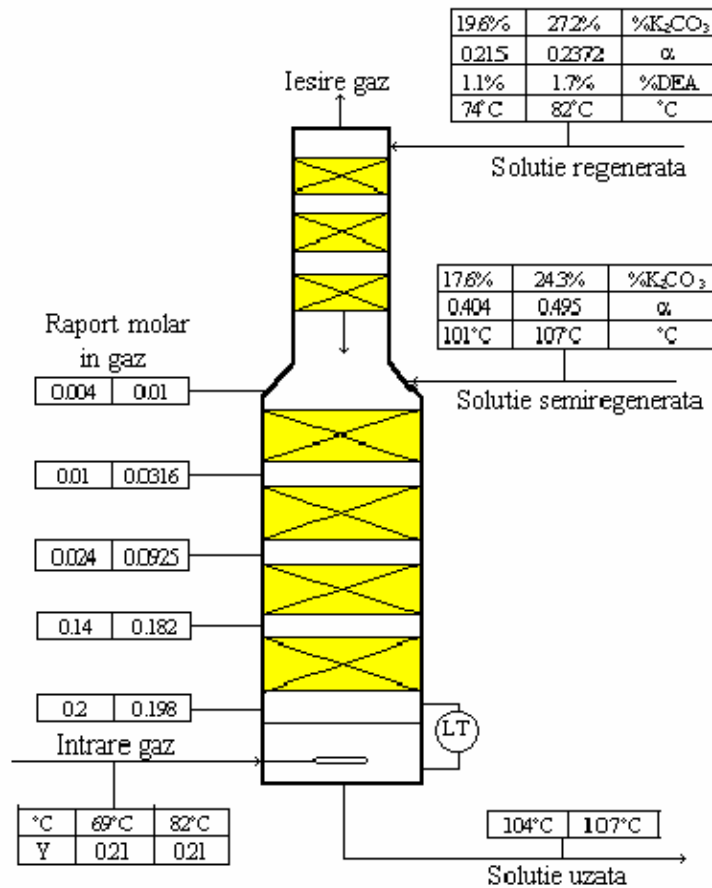 19.6% 27.2% %K₂CO₃
0.215 0.2372 α
1.1% 1.7% %DEA
74°C 82°C °C
Iesire gaz
Solutie regenerata
17.6% 24.3% %K₂CO₃
0.404 0.495 α
101°C 107°C °C
Solutie semiregenerata
Raport molar
in gaz
0.004 0.01
0.01 0.0316
0.024 0.0925
0.14 0.182
0.2 0.198
LT
Intrare gaz
°C 69°C 82°C
Y 0.21 0.21
104°C 107°C
Solutie uzata